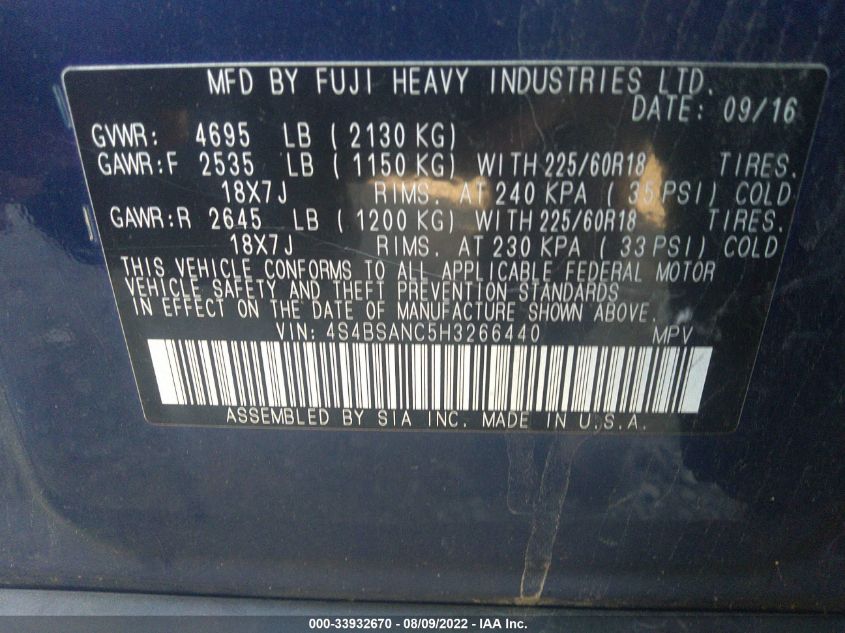 MFD BY FUJI HEAVY INDUSTRIES LTD.
DATE: 09/16
GVWR: 4695 LB ( 2130 KG)
GAWR:F 2535 LB ( 1150 KG) WITH 225/60R18 TIRES.
18X7J RIMS. AT 240 KPA ( 35 PSI) COLD
GAWR:R 2645 LB ( 1200 KG) WITH 225/60R18 TIRES.
18X7J RIMS. AT 230 KPA ( 33 PSI) COLD
THIS VEHICLE CONFORMS TO ALL APPLICABLE FEDERAL MOTOR
VEHICLE SAFETY AND THEFT PREVENTION STANDARDS
IN EFFECT ON THE DATE OF MANUFACTURE SHOWN ABOVE.
VIN: 4S4BSANC5H3266440 MPV
ASSEMBLED BY SIA INC. MADE IN U.S.A.
000-33932670 - 08/09/2022 - IAA Inc.